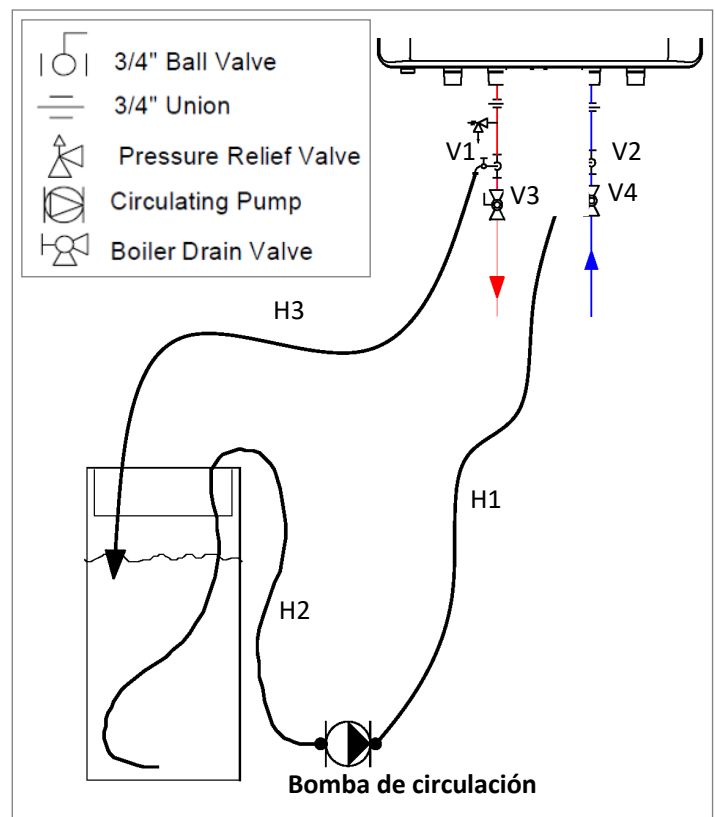 3/4" Ball Valve
3/4" Union
Pressure Relief Valve
Circulating Pump
Boiler Drain Valve
V1
V2
V3
V4
H3
H1
H2
Bomba de circulación